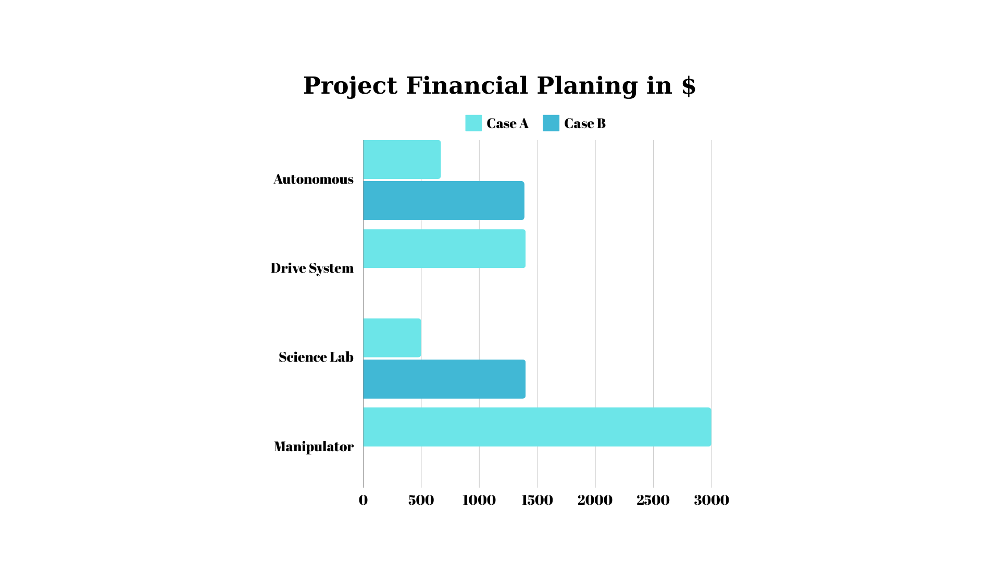 Project Financial Planing in $
Case A Case B
Autonomous
Drive System
Science Lab
Manipulator
0 500 1000 1500 2000 2500 3000